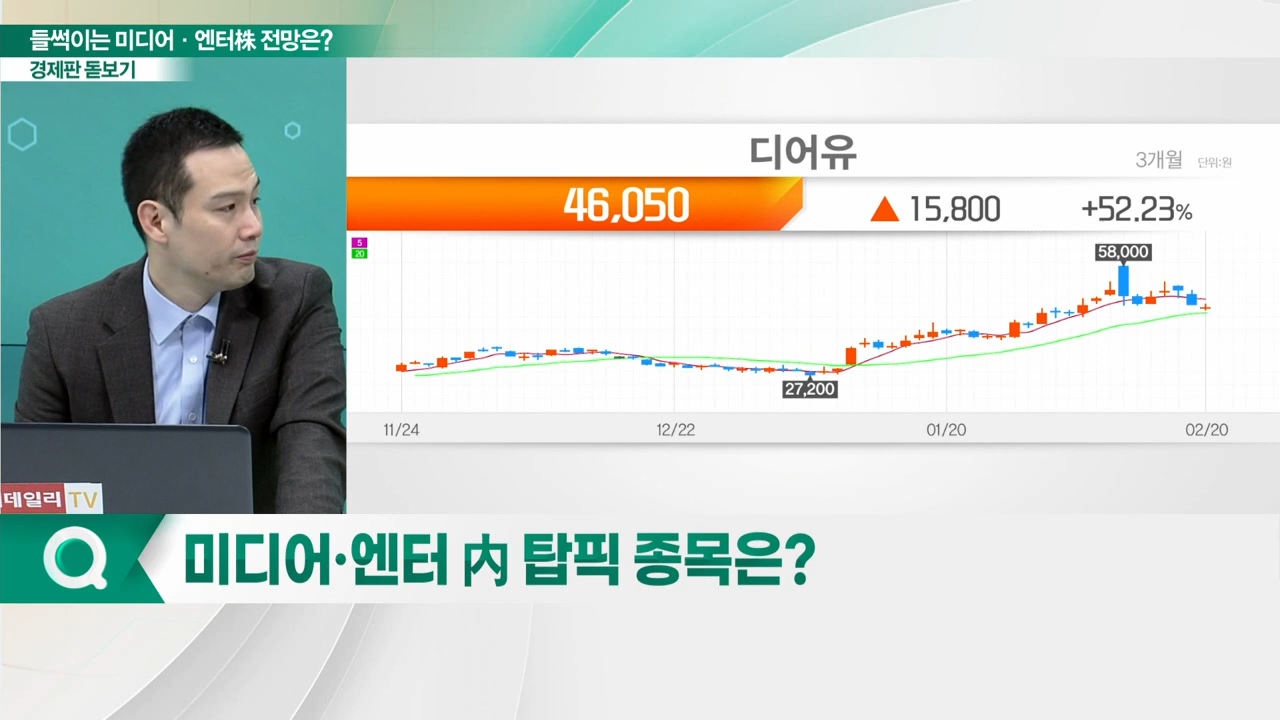 들썩이는 미디어 · 엔터株 전망은?
경제판 돋보기
디어유
3개월 단위:원
46,050 ▲ 15,800 +52.23%
5
20
58,000
27,200
11/24 12/22 01/20 02/20
데일리 TV
미디어·엔터 內 탑픽 종목은?